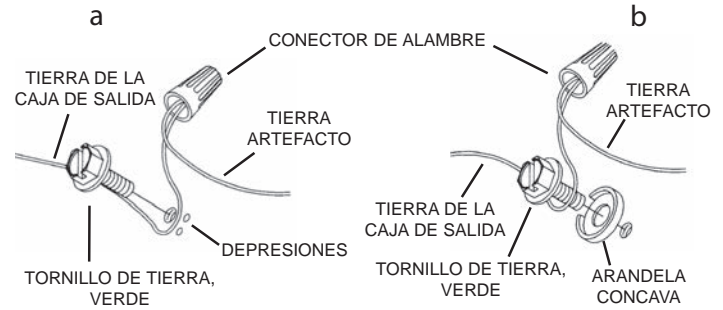 a
b
CONECTOR DE ALAMBRE
TIERRA DE LA
CAJA DE SALIDA
TIERRA
ARTEFACTO
DEPRESIONES
TORNILLO DE TIERRA,
VERDE
TIERRA
ARTEFACTO
TIERRA DE LA
CAJA DE SALIDA
TORNILLO DE TIERRA,
VERDE
ARANDELA
CONCAVA